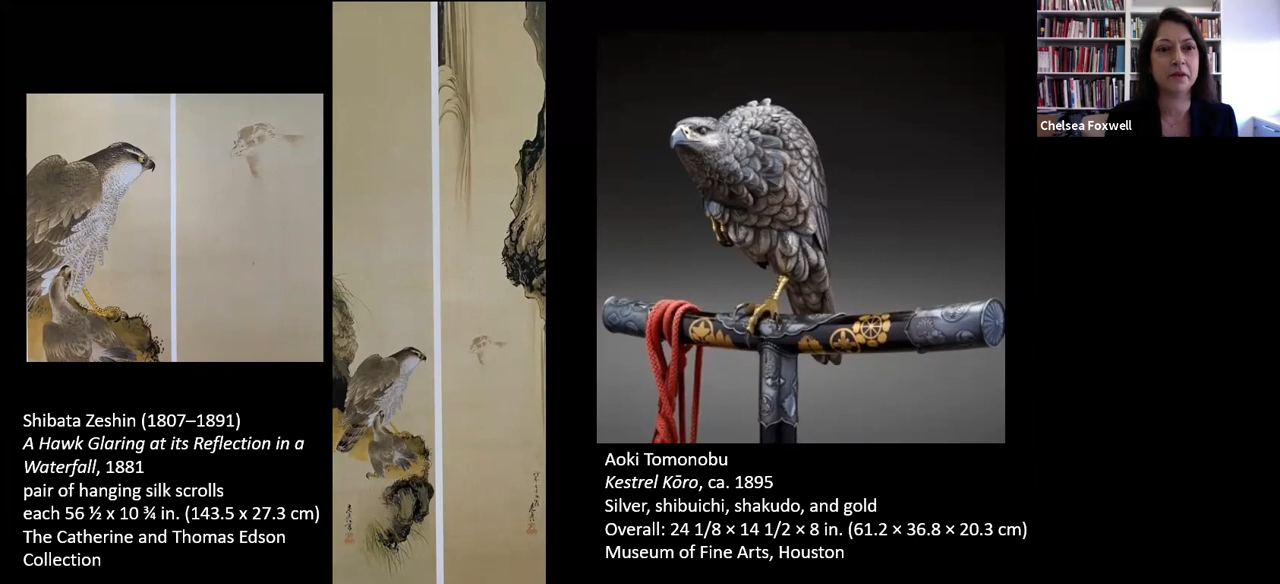 Chelsea Foxwell
Shibata Zeshin (1807–1891)
A Hawk Glaring at its Reflection in a
Waterfall, 1881
pair of hanging silk scrolls
each 56 ½ x 10 ¾ in. (143.5 x 27.3 cm)
The Catherine and Thomas Edson
Collection
Aoki Tomonobu
Kestrel Kōro, ca. 1895
Silver, shibuichi, shakudo, and gold
Overall: 24 1/8 × 14 1/2 × 8 in. (61.2 × 36.8 × 20.3 cm)
Museum of Fine Arts, Houston